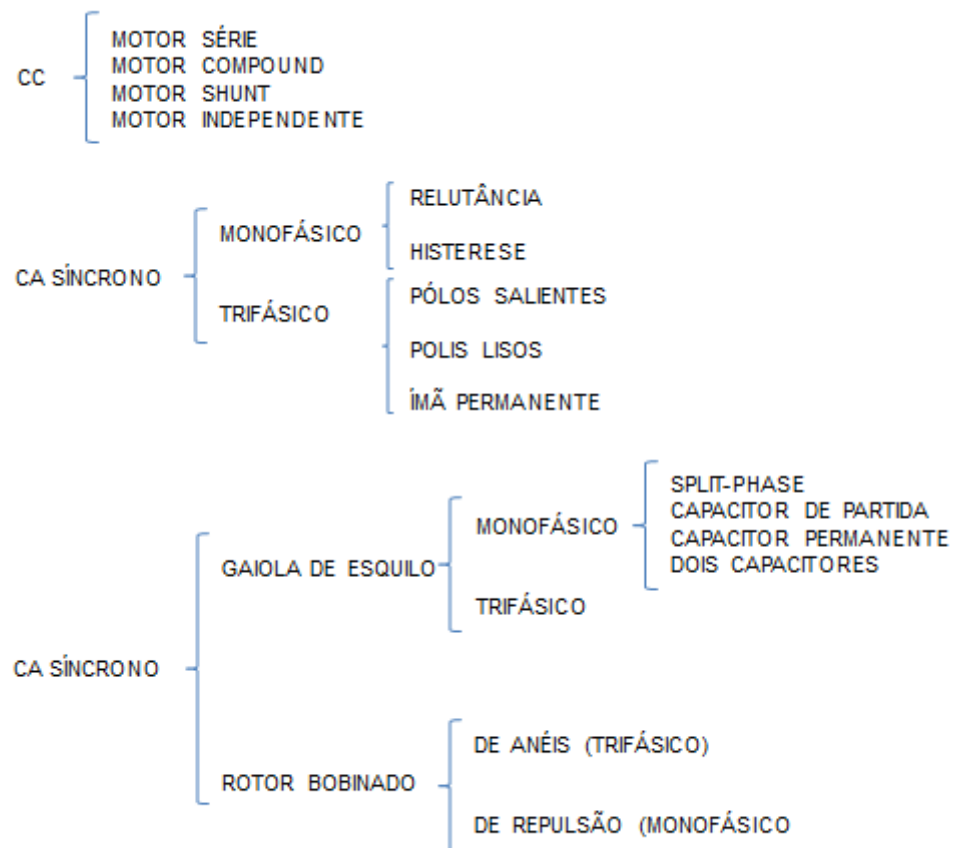 CC
MOTOR SÉRIE
MOTOR COMPOUND
MOTOR SHUNT
MOTOR INDEPENDENTE
CA SÍNCRONO
MONOFÁSICO
RELUTÂNCIA
HISTERESE
TRIFÁSICO
PÓLOS SALIENTES
POLIS LISOS
ÍMÃ PERMANENTE
CA SÍNCRONO
GAIOLA DE ESQUILO
MONOFÁSICO
SPLIT-PHASE
CAPACITOR DE PARTIDA
CAPACITOR PERMANENTE
DOIS CAPACITORES
TRIFÁSICO
ROTOR BOBINADO
DE ANÉIS (TRIFÁSICO)
DE REPULSÃO (MONOFÁSICO